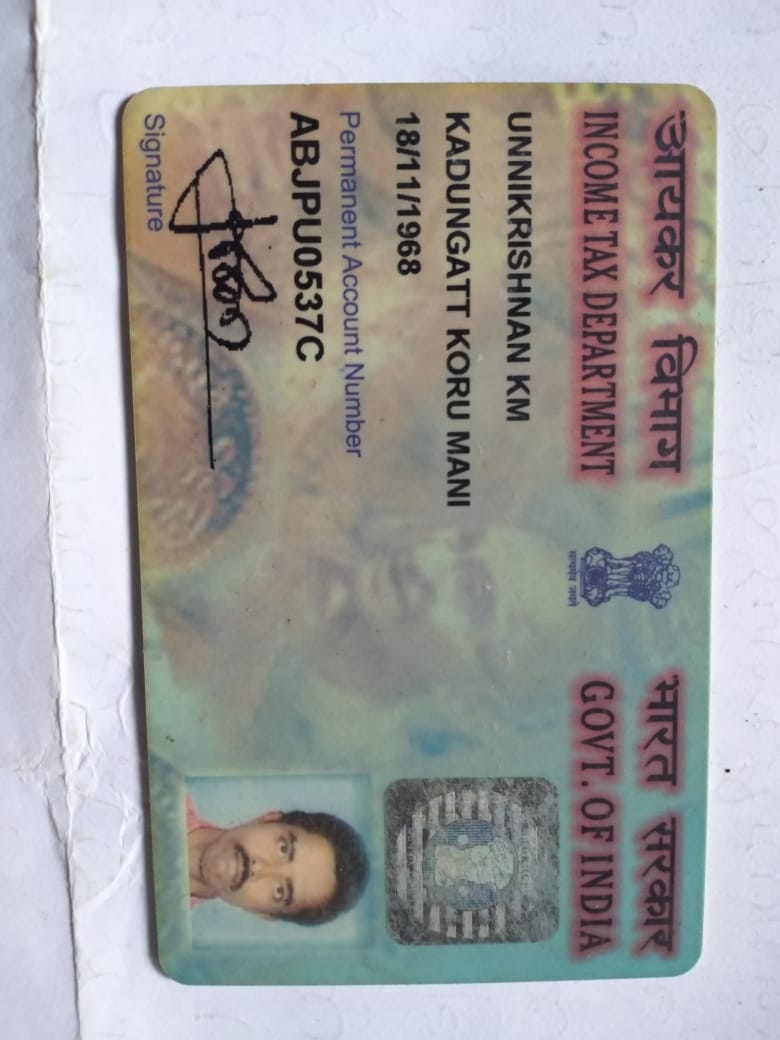 आयकर विभाग
INCOME TAX DEPARTMENT
भारत सरकार
GOVT. OF INDIA
सत्यमेव जयते
UNNIKRISHNAN KM
KADUNGATT KORU MANI
18/11/1968
Permanent Account Number
ABJPU0537C
Signature